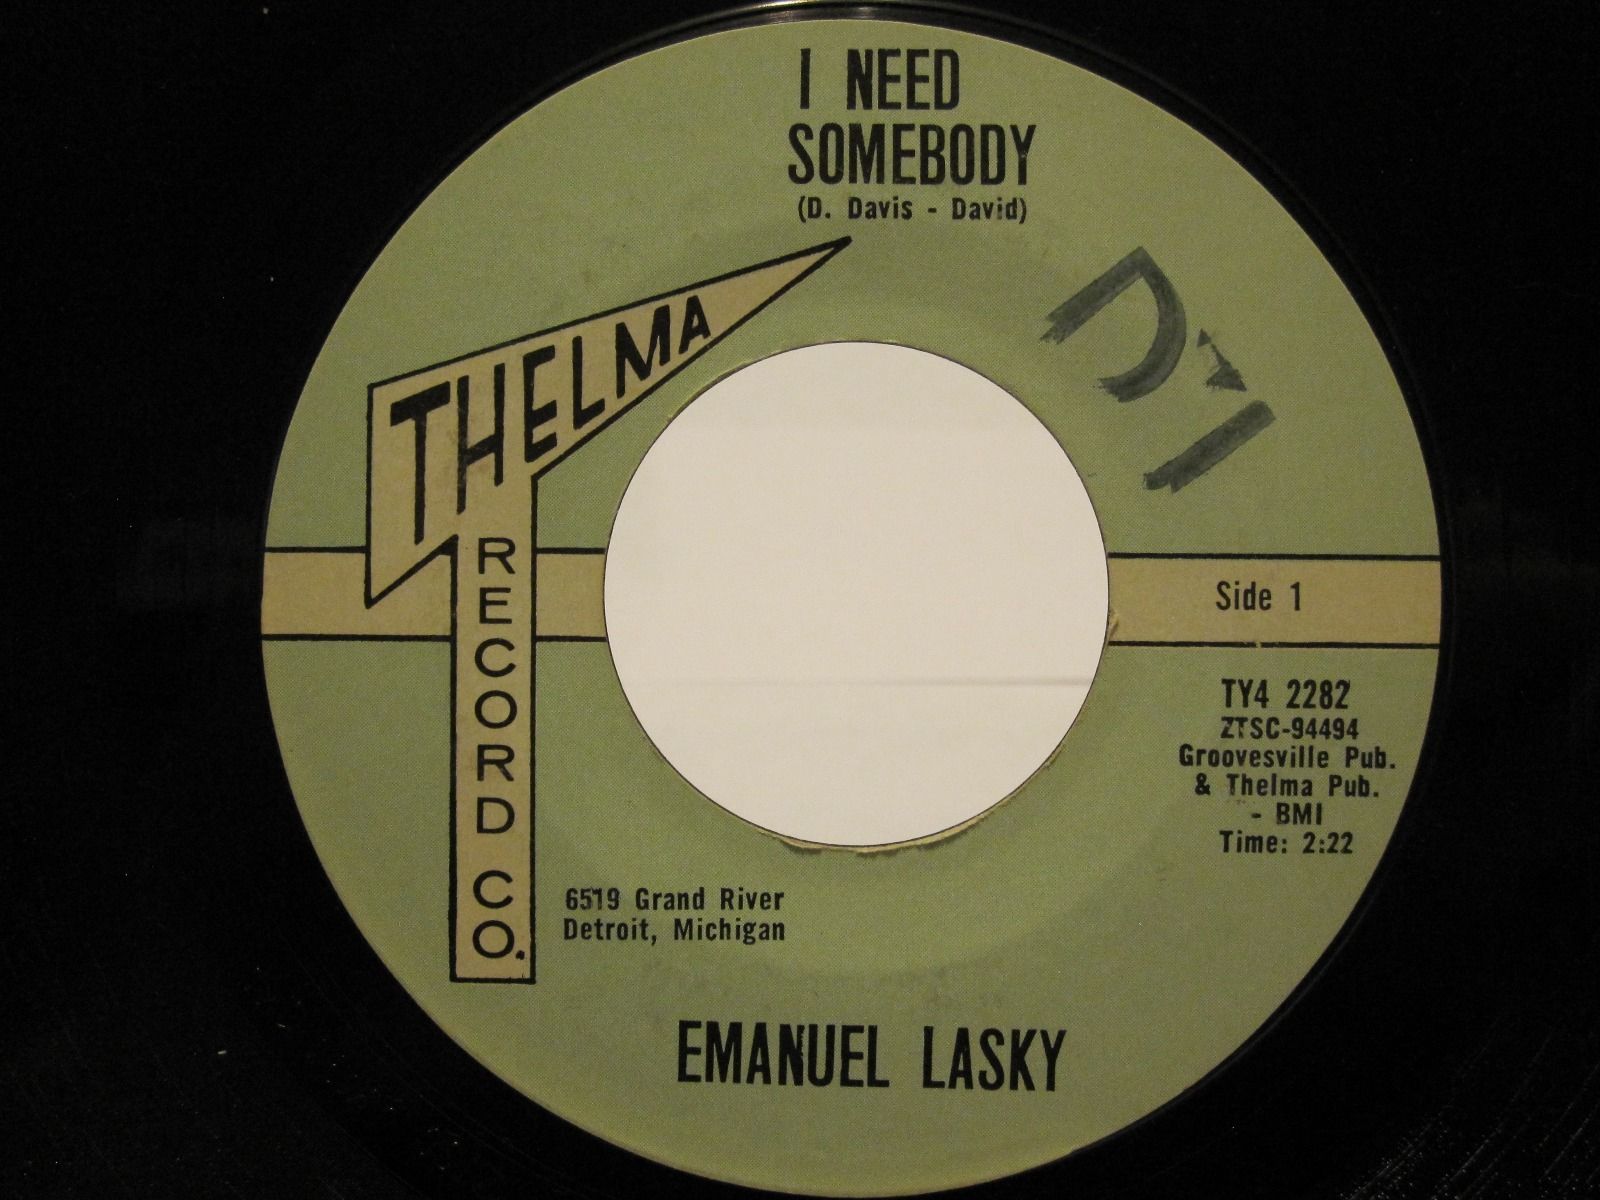 I NEED
SOMEBODY
(D. Davis - David)
THELMA
RECORD CO.
D'1
Side 1
TY4 2282
ZTSC-94494
Groovesville Pub.
& Thelma Pub.
- BMI
Time: 2:22
6519 Grand River
Detroit, Michigan
EMANUEL LASKY